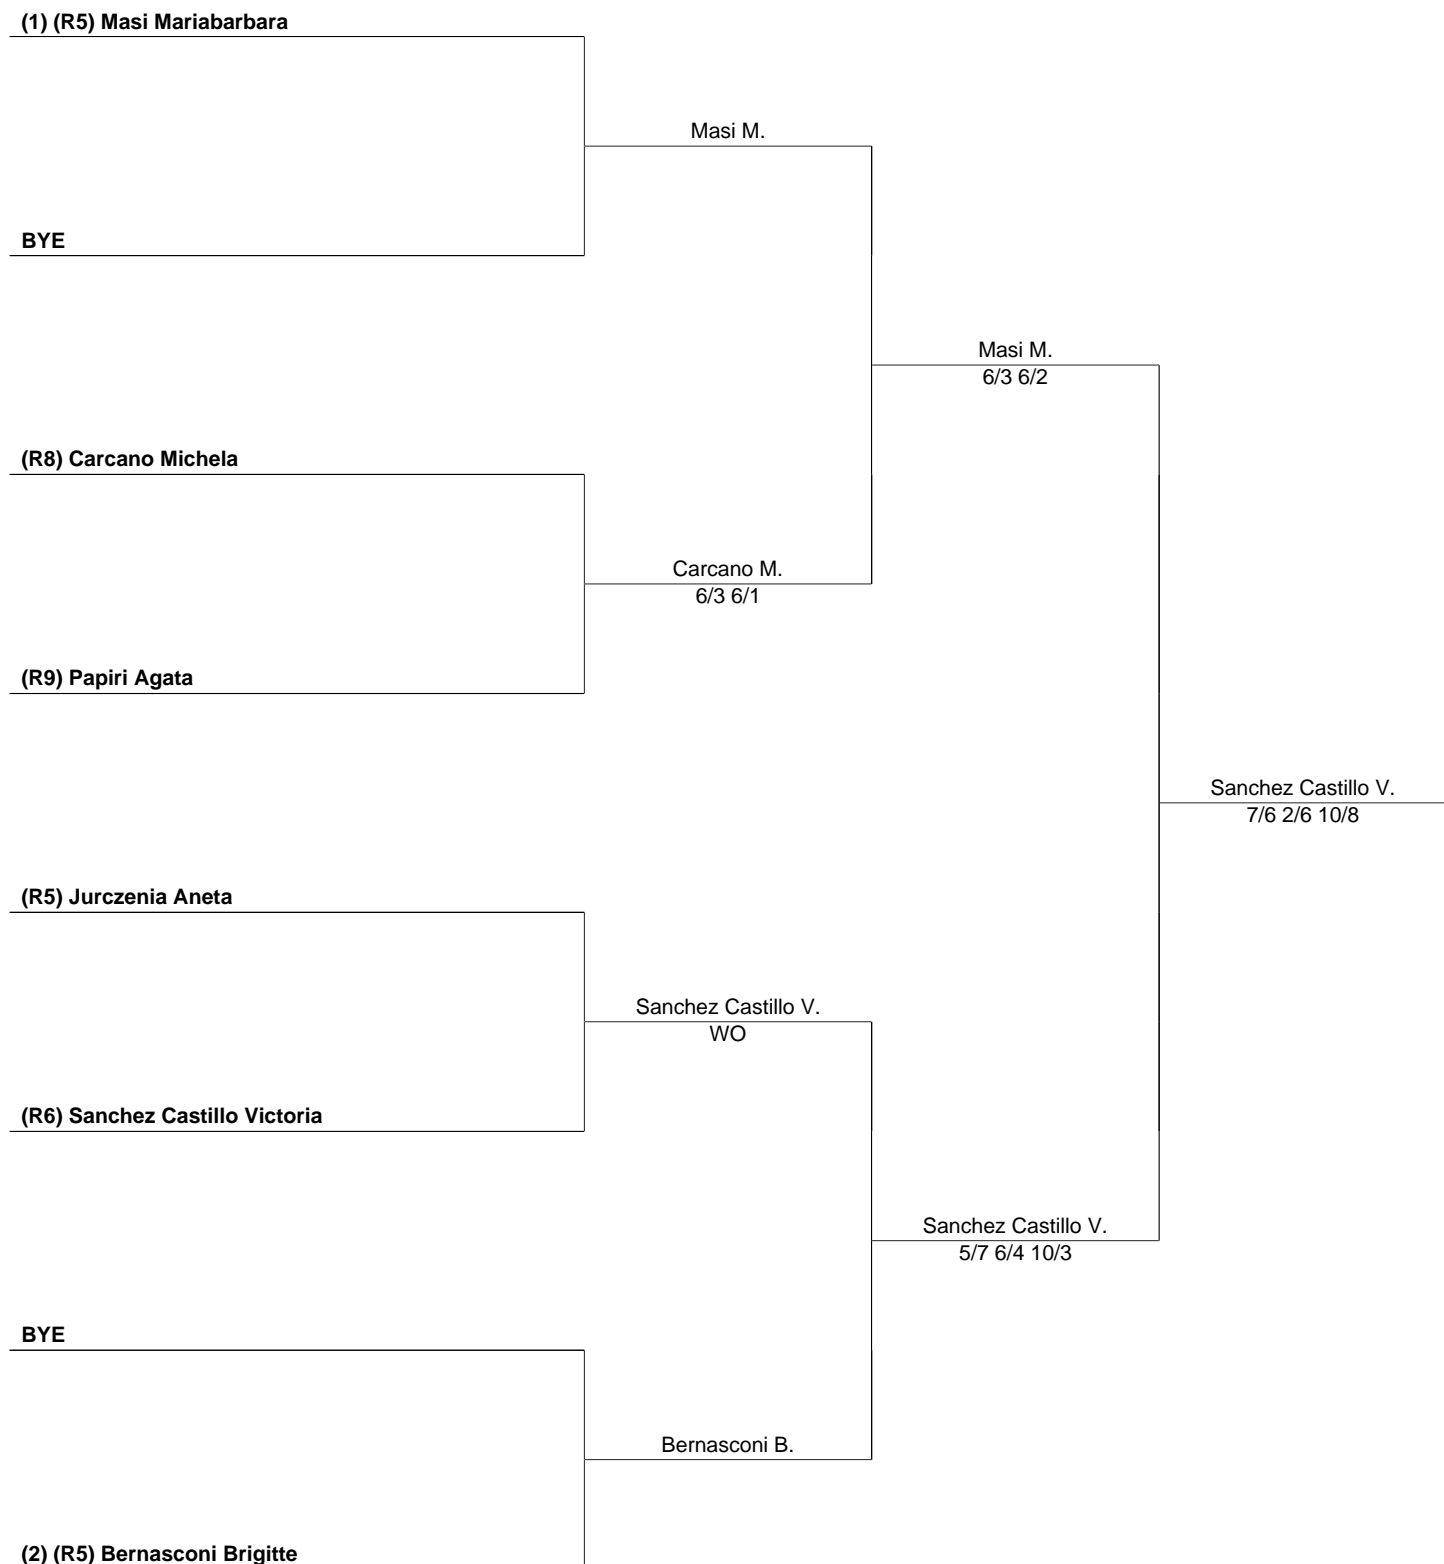 (1) (R5) Masi Mariabarbara
Masi M.
BYE
Masi M.
6/3 6/2
(R8) Carcano Michela
Carcano M.
6/3 6/1
(R9) Papiri Agata
Sanchez Castillo V.
7/6 2/6 10/8
(R5) Jurczenia Aneta
Sanchez Castillo V.
WO
(R6) Sanchez Castillo Victoria
Sanchez Castillo V.
5/7 6/4 10/3
BYE
Bernasconi B.
(2) (R5) Bernasconi Brigitte